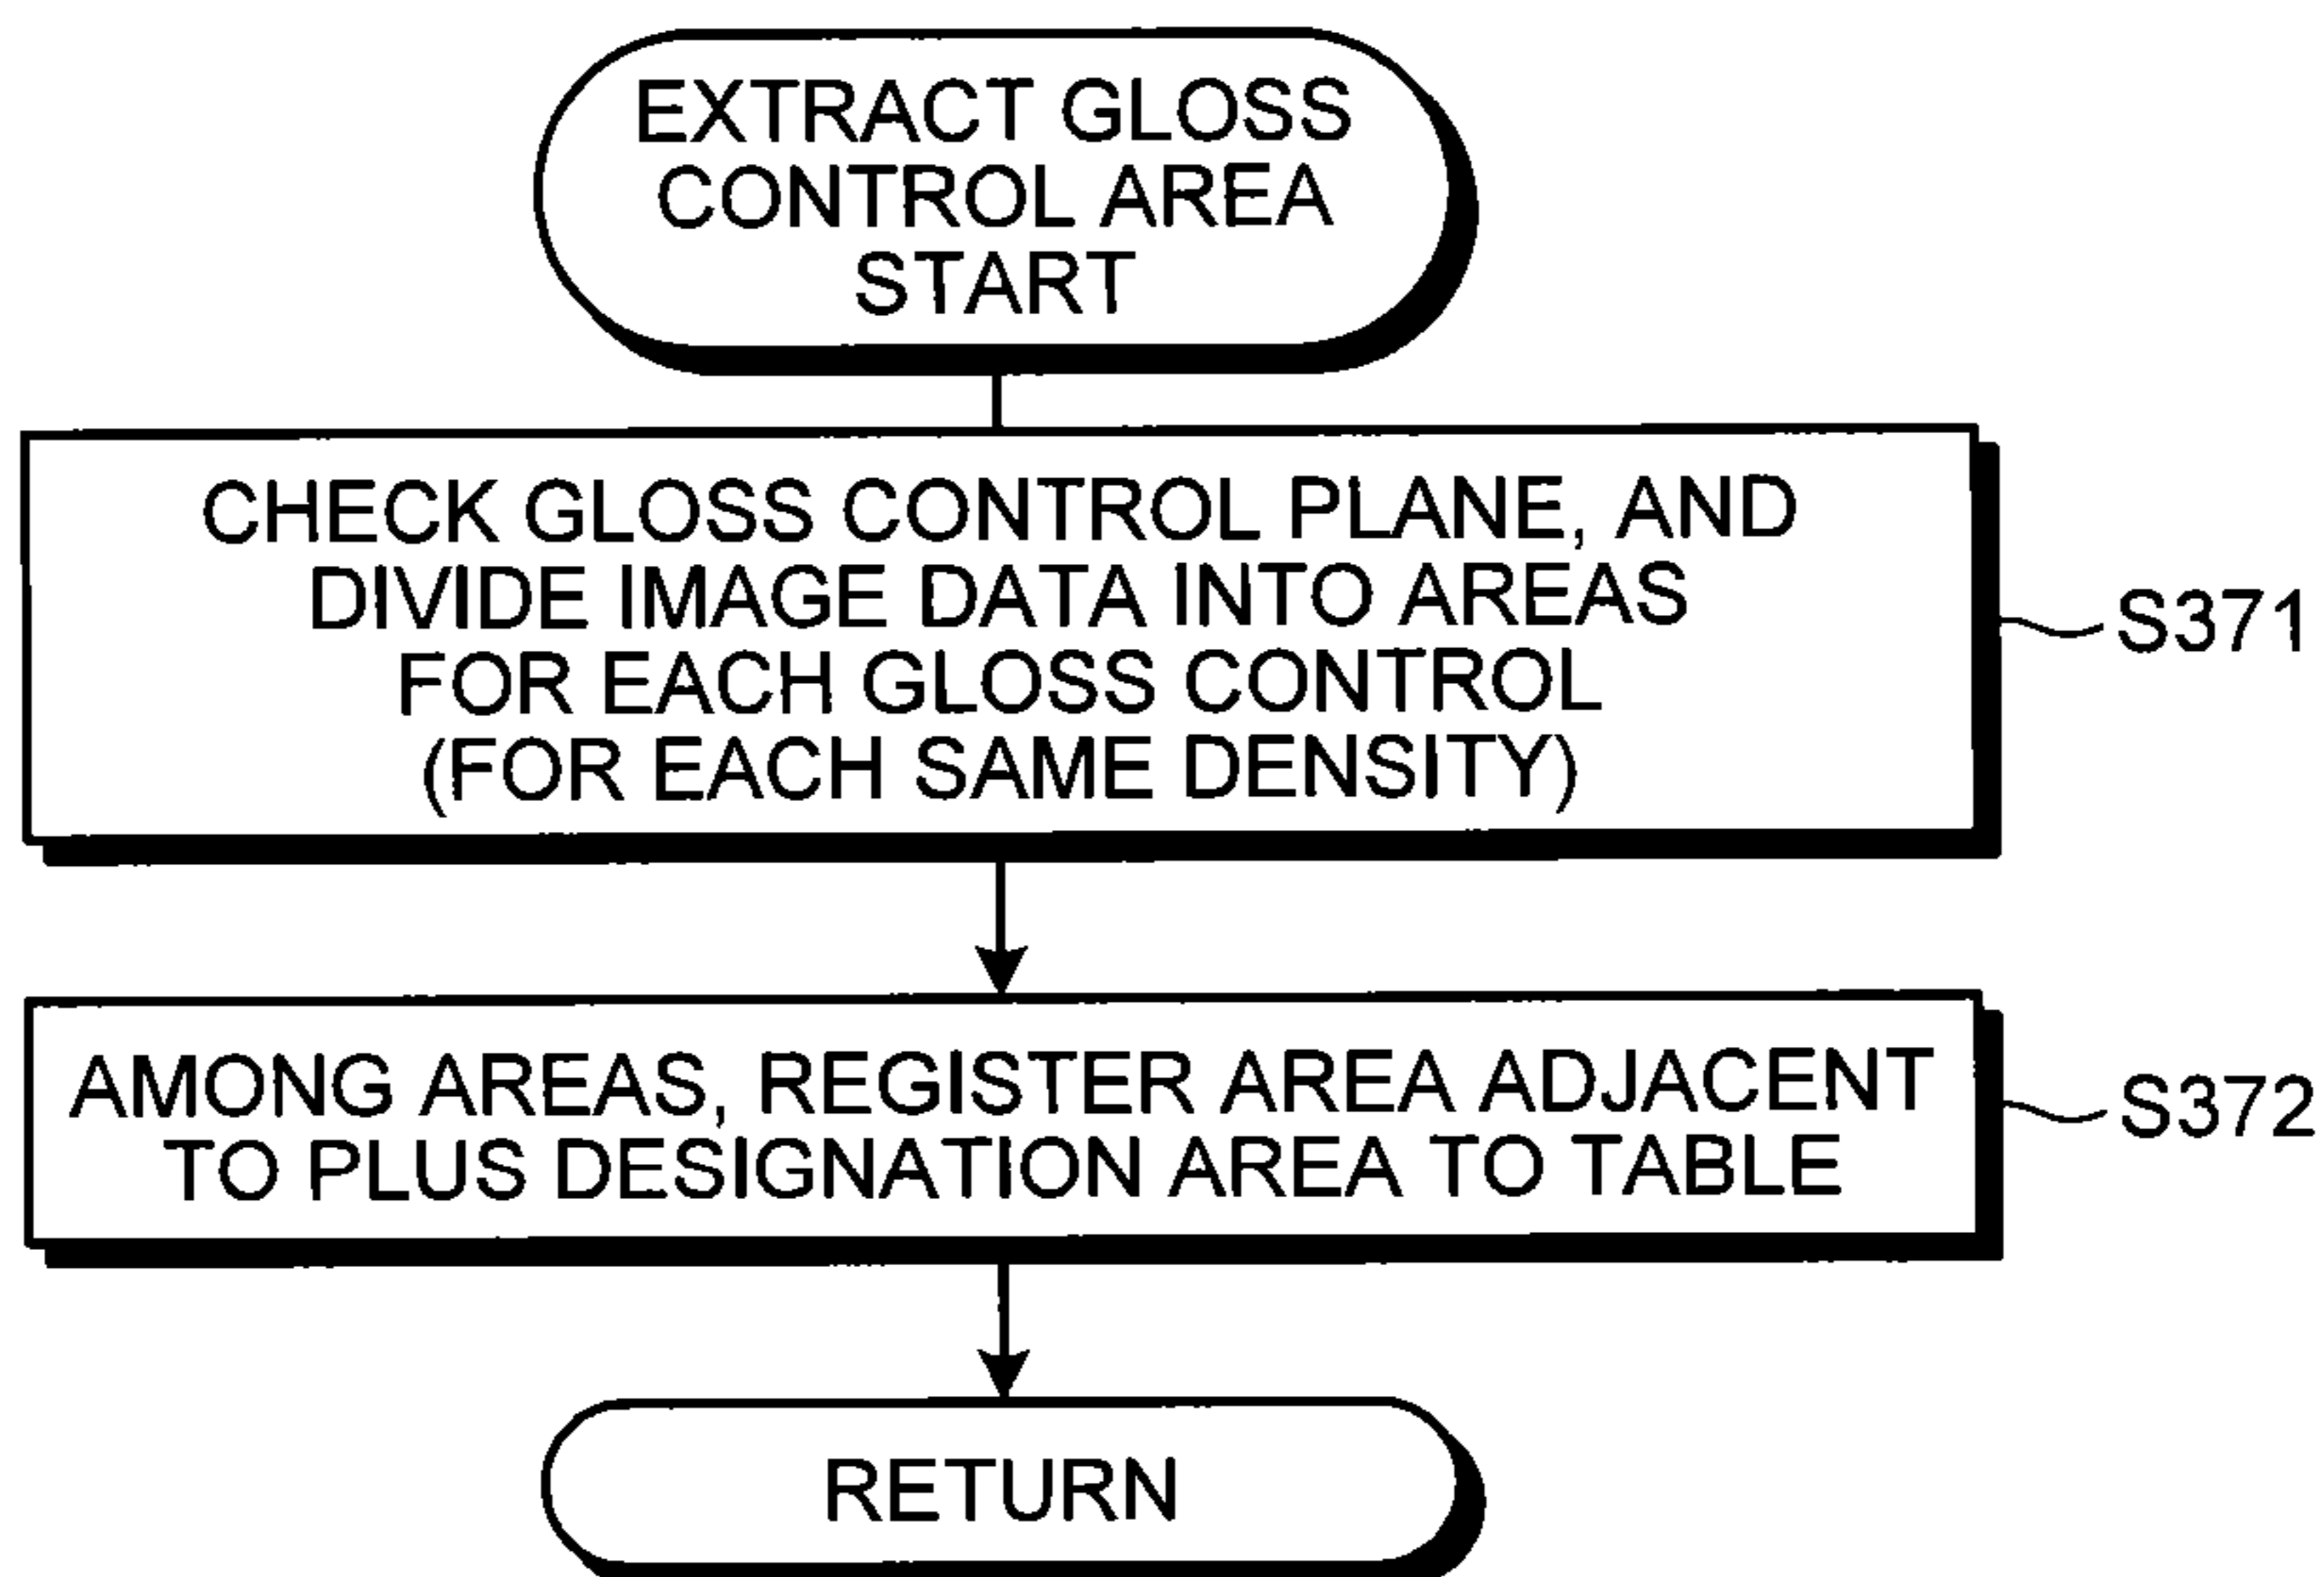 EXTRACT GLOSS
CONTROL AREA
START
CHECK GLOSS CONTROL PLANE, AND
DIVIDE IMAGE DATA INTO AREAS
FOR EACH GLOSS CONTROL
(FOR EACH SAME DENSITY)
S371
AMONG AREAS, REGISTER AREA ADJACENT
TO PLUS DESIGNATION AREA TO TABLE
S372
RETURN